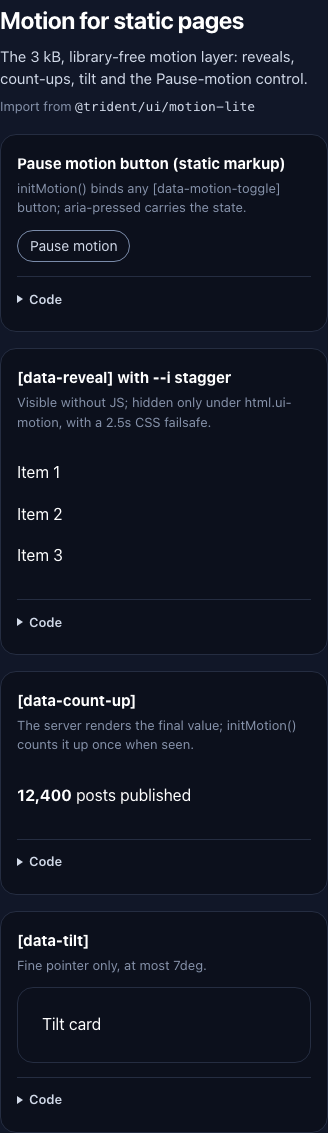 Motion for static pages
The 3 kB, library-free motion layer: reveals,
count-ups, tilt and the Pause-motion control.
Import from @trident/ui/motion-lite
Pause motion button (static markup)
initMotion() binds any [data-motion-toggle]
button; aria-pressed carries the state.
Pause motion
Code
[data-reveal] with --i stagger
Visible without JS; hidden only under html.ui-
motion, with a 2.5s CSS failsafe.
Item 1
Item 2
Item 3
Code
[data-count-up]
The server renders the final value; initMotion()
counts it up once when seen.
12,400 posts published
Code
[data-tilt]
Fine pointer only, at most 7deg.
Tilt card
Code